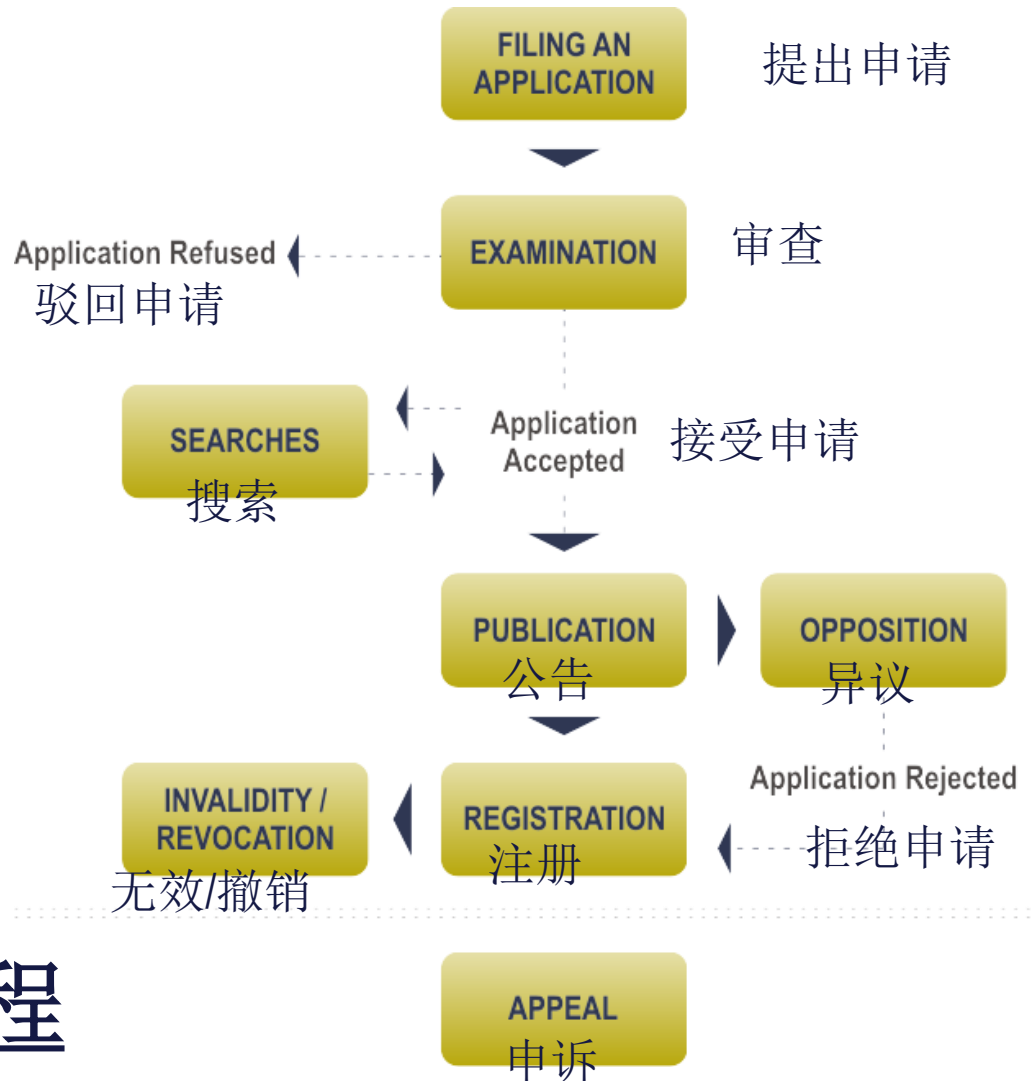 FILING AN
APPLICATION
提出申请
EXAMINATION
审查
Application Refused
驳回申请
SEARCHES
搜索
Application
Accepted
接受申请
PUBLICATION
公告
OPPOSITION
异议
Application Rejected
拒绝申请
INVALIDITY /
REVOCATION
无效/撤销
REGISTRATION
注册
程
APPEAL
申诉